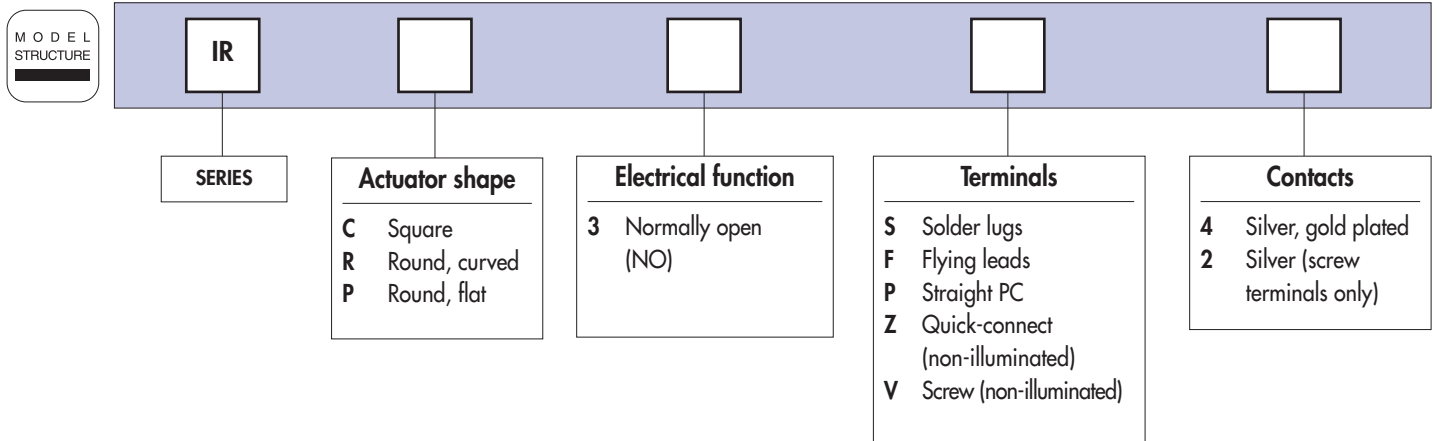 MODEL
STRUCTURE
IR
SERIES
Actuator shape
C Square
R Round, curved
P Round, flat
Electrical function
3 Normally open
(NO)
Terminals
S Solder lugs
F Flying leads
P Straight PC
Z Quick-connect
(non-illuminated)
V Screw (non-illuminated)
Contacts
4 Silver, gold plated
2 Silver (screw
terminals only)